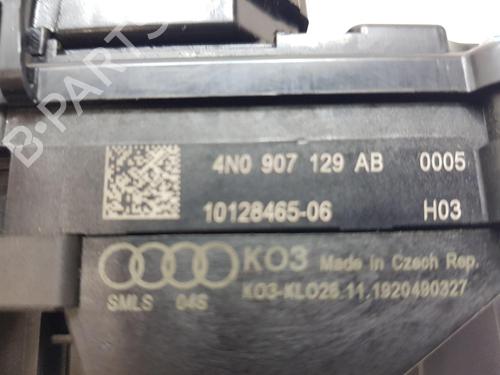 B-PARTS
4N0 907 129 AB 0005
10128465-06 H03
KO3 Made in Czech Rep.
SMLS 04S KO3-KLO26.11.1920490327